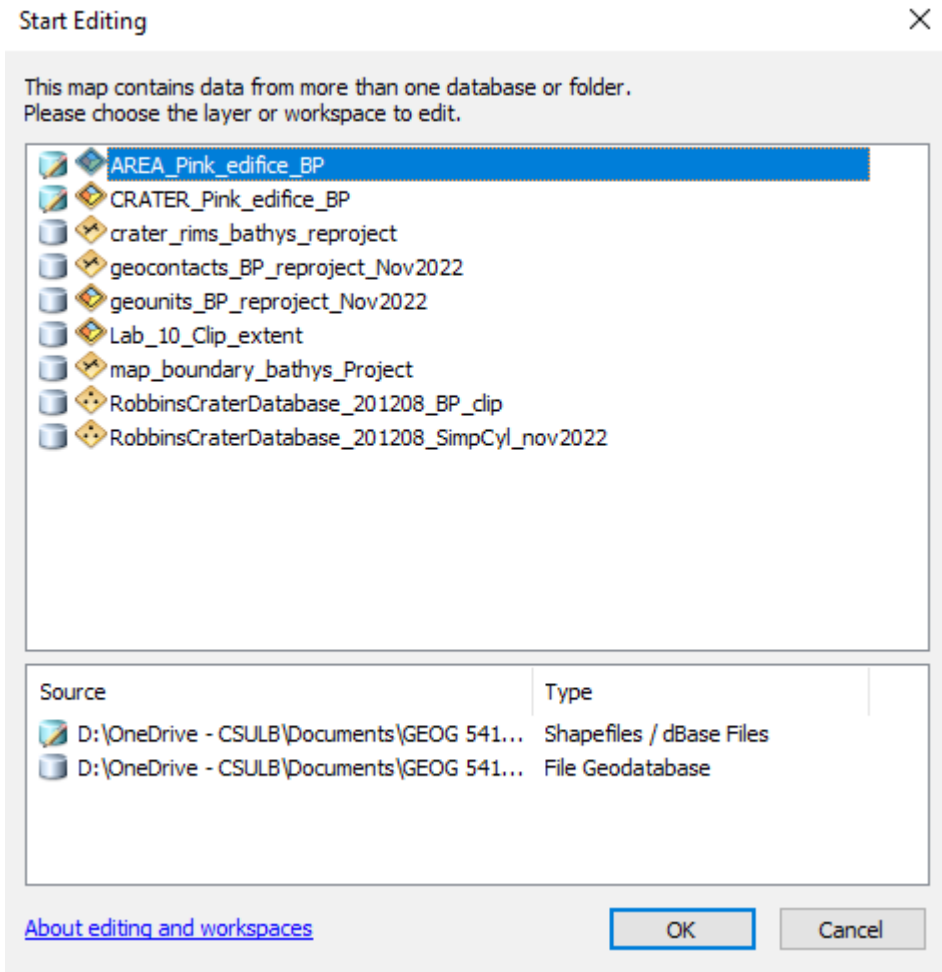 Start Editing
This map contains data from more than one database or folder.
Please choose the layer or workspace to edit.
AREA_Pink_edifice_BP
CRATER_Pink_edifice_BP
crater_rims_bathys_reproject
geocontacts_BP_reproject_Nov2022
geounits_BP_reproject_Nov2022
Lab_10_Clip_extent
map_boundary_bathys_Project
RobbinsCraterDatabase_201208_BP_clip
RobbinsCraterDatabase_201208_SimpCyl_nov2022
Source Type
D:\OneDrive - CSULB\Documents\GEOG 541... Shapefiles / dBase Files
D:\OneDrive - CSULB\Documents\GEOG 541... File Geodatabase
About editing and workspaces OK Cancel